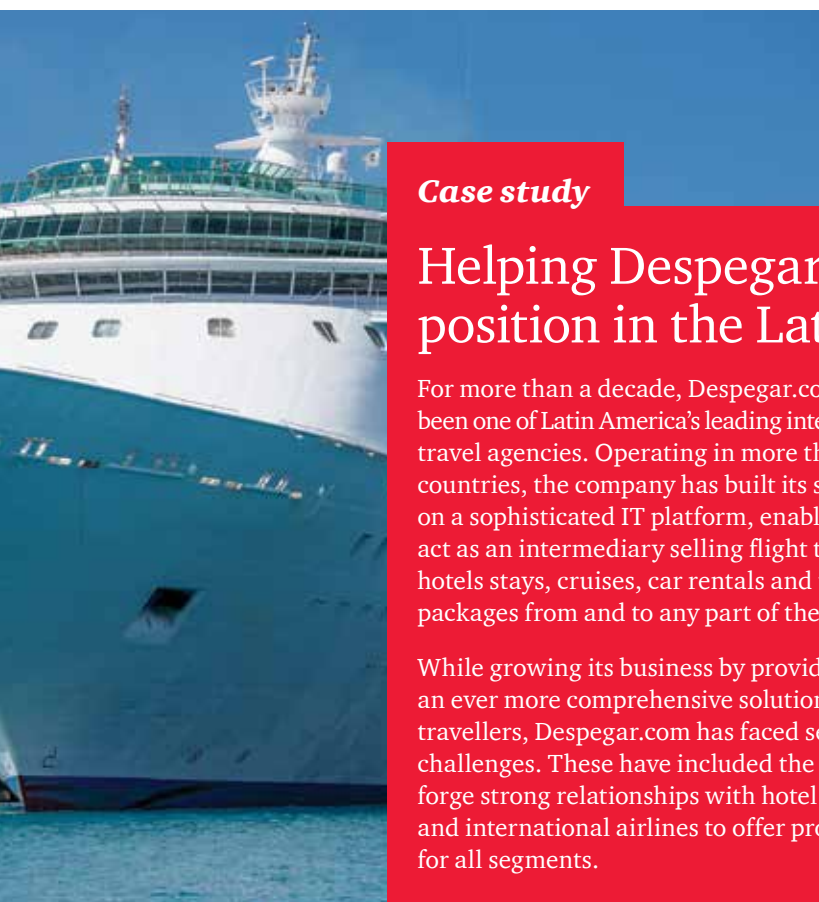 Case study
Helping Despegar
position in the Lat
For more than a decade, Despegar.co
been one of Latin America's leading inte
travel agencies. Operating in more th
countries, the company has built its s
on a sophisticated IT platform, enabl
act as an intermediary selling flight t
hotels stays, cruises, car rentals and
packages from and to any part of the
While growing its business by provid
an ever more comprehensive solution
travellers, Despegar.com has faced se
challenges. These have included the
forge strong relationships with hotel
and international airlines to offer pro
for all segments.